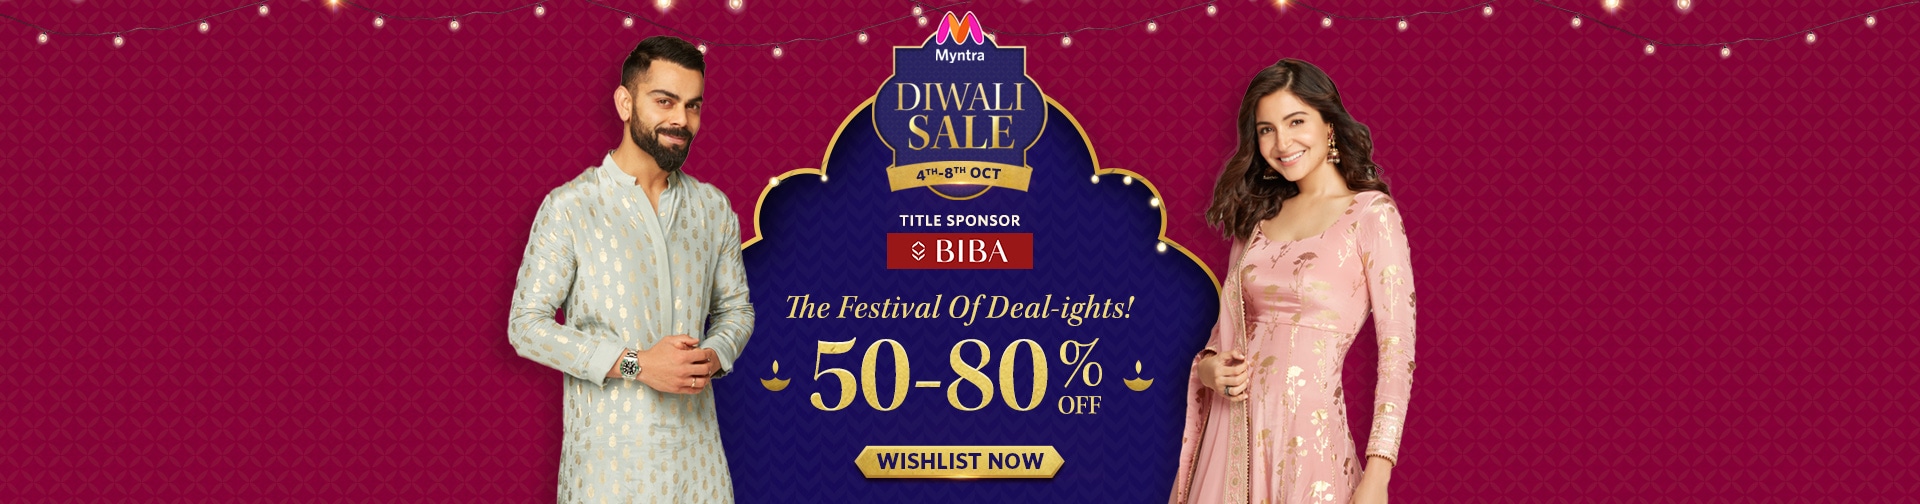 Myntra
DIWALI
SALE
4TH-8TH OCT
TITLE SPONSOR
BIBA
The Festival Of Deal-ights!
50-80% OFF
WISHLIST NOW